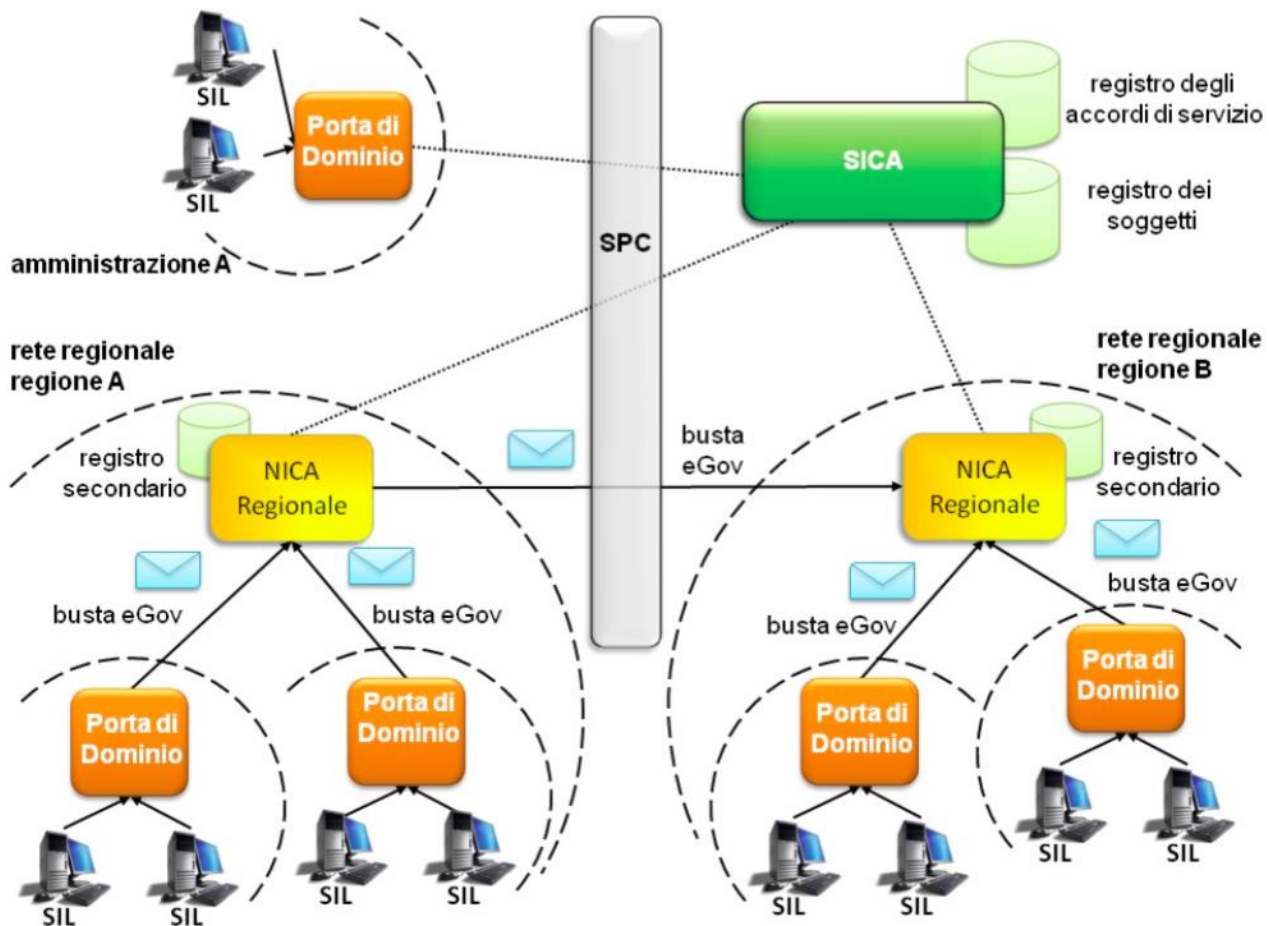 SIL
SIL
Porta di
Dominio
amministrazione A
SPC
SICA
registro degli
accordi di servizio
registro dei
soggetti
rete regionale
regione A
registro
secondario
NICA
Regionale
busta eGov
busta eGov
busta
eGov
rete regionale
regione B
NICA
Regionale
registro
secondario
busta eGov
busta eGov
Porta di
Dominio
Porta di
Dominio
Porta di
Dominio
Porta di
Dominio
SIL
SIL
SIL
SIL
SIL
SIL
SIL
SIL